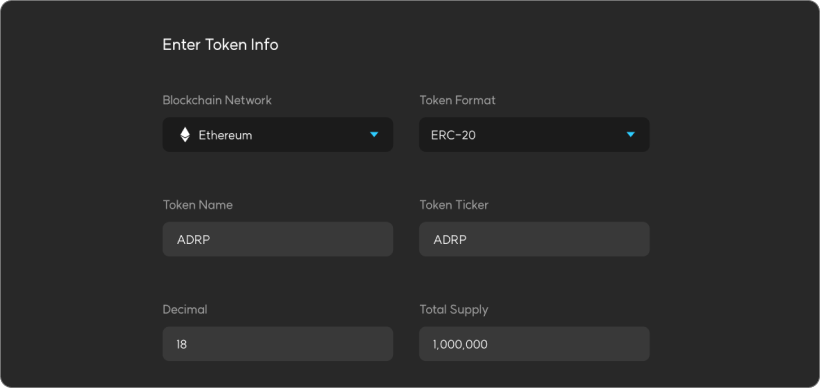 Enter Token Info
Blockchain Network Token Format
Ethereum ERC-20
Token Name Token Ticker
ADRP ADRP
Decimal Total Supply
18 1,000,000